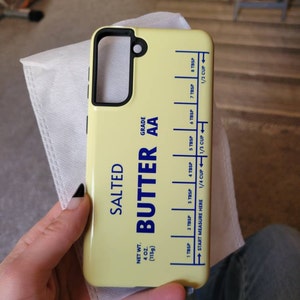 SALTED
BUTTER
GRADE
AA
NET WT.
4 OZ.
(113g)
START MEASURE HERE
1 TBSP
2 TBSP
3 TBSP
4 TBSP
5 TBSP
6 TBSP
7 TBSP
8 TBSP
1/4 CUP
1/3 CUP
1/2 CUP